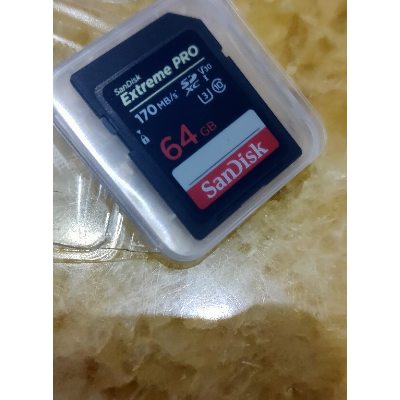 SanDisk
Extreme PRO
170 MB/s
SD XC I V30
U3 10
64 GB
SanDisk